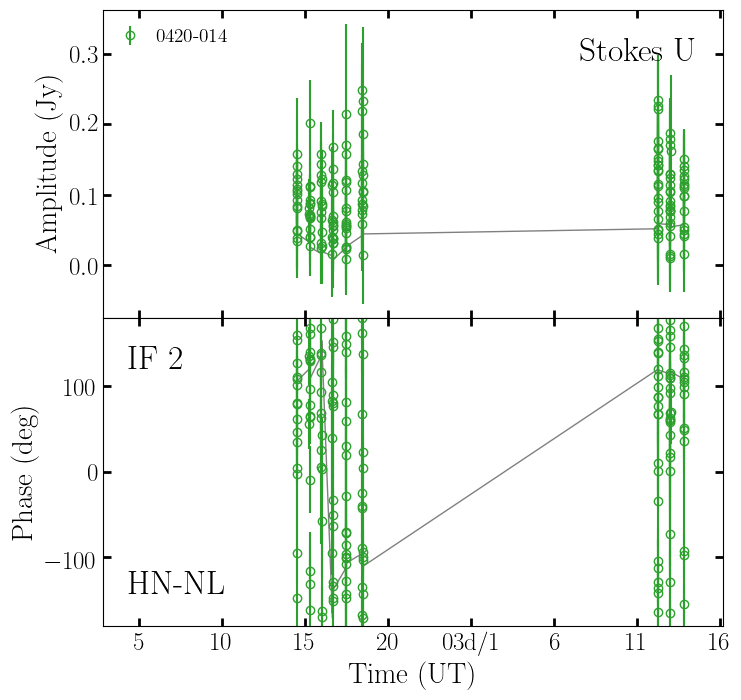 0420-014
Stokes U
0.3
0.2
0.1
0.0
Amplitude (Jy)
IF 2
100
0
−100
Phase (deg)
HN-NL
5 10 15 20 03d/1 6 11 16
Time (UT)